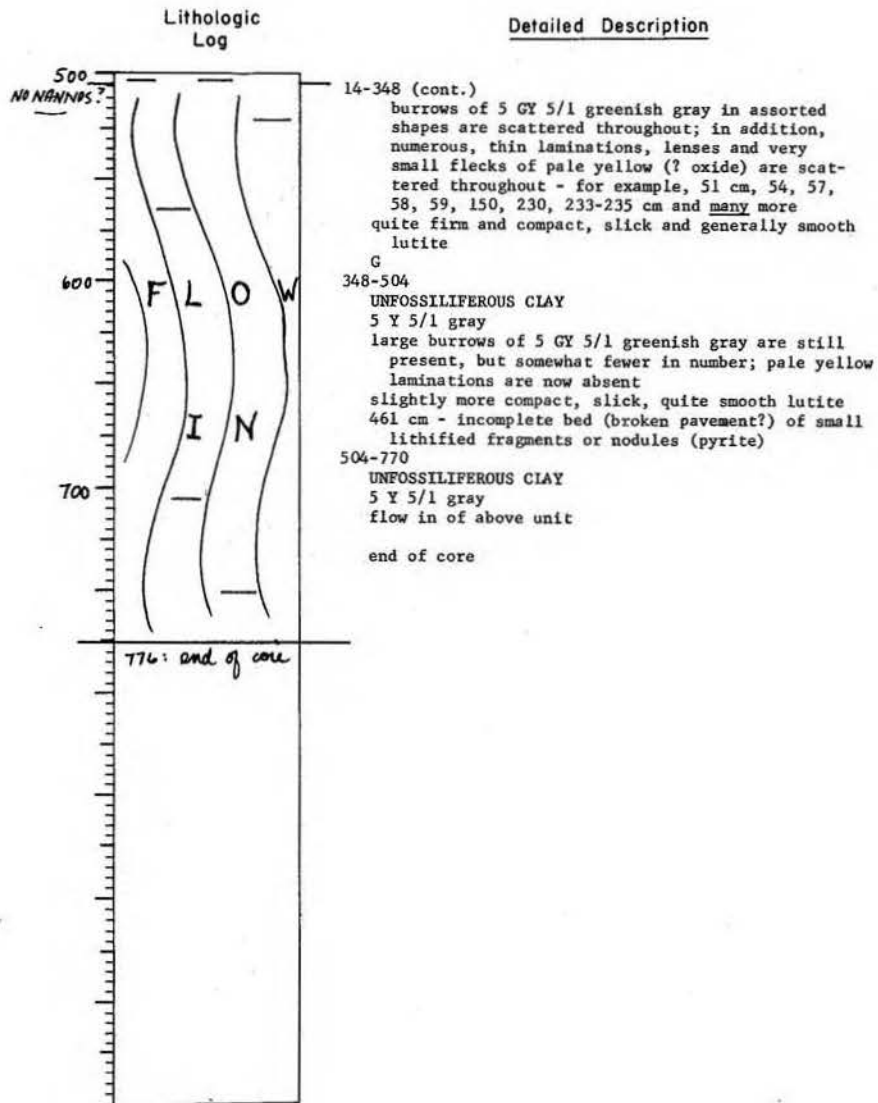 Lithologic
Log
Detailed Description
500
NO NANNOS?
600
FLOW
IN
700
776: end of core
14-348 (cont.)
burrows of 5 GY 5/1 greenish gray in assorted
shapes are scattered throughout; in addition,
numerous, thin laminations, lenses and very
small flecks of pale yellow (? oxide) are scat-
tered throughout - for example, 51 cm, 54, 57,
58, 59, 150, 230, 233-235 cm and many more
quite firm and compact, slick and generally smooth
lutite
G
348-504
UNFOSSILIFEROUS CLAY
5 Y 5/1 gray
large burrows of 5 GY 5/1 greenish gray are still
present, but somewhat fewer in number; pale yellow
laminations are now absent
slightly more compact, slick, quite smooth lutite
461 cm - incomplete bed (broken pavement?) of small
lithified fragments or nodules (pyrite)
504-770
UNFOSSILIFEROUS CLAY
5 Y 5/1 gray
flow in of above unit
end of core